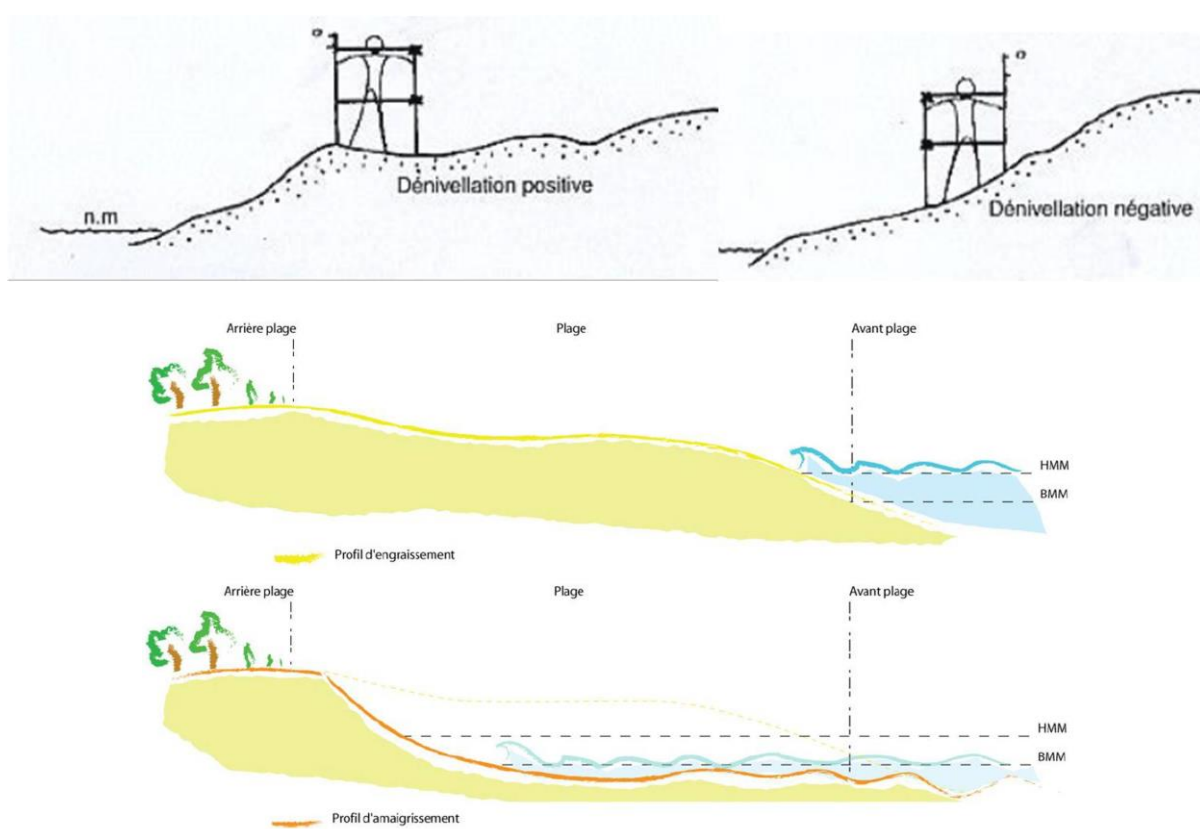 n.m
Dénivellation positive
Dénivellation négative
Arrière plage
Plage
Avant plage
HMM
BMM
Profil d'engraissement
Arrière plage
Plage
Avant plage
HMM
BMM
Profil d'amaigrissement